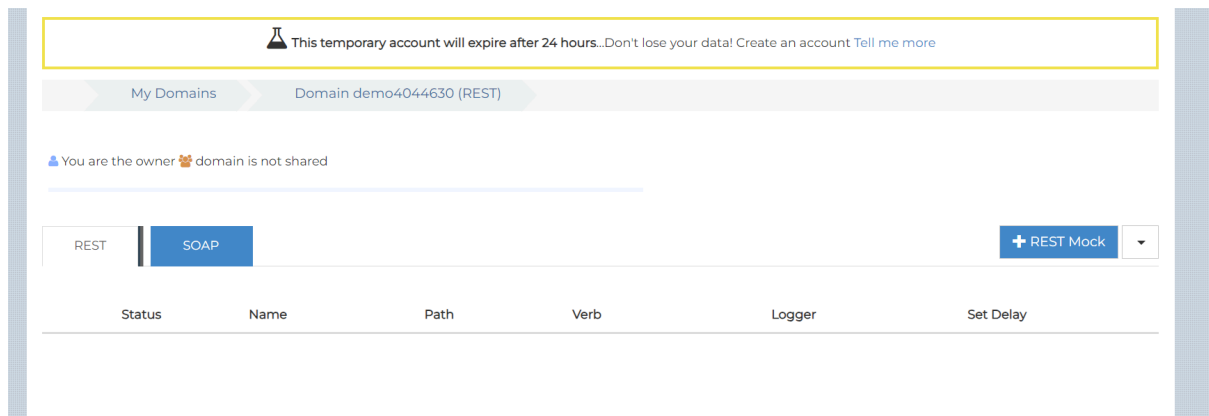 This temporary account will expire after 24 hours...Don't lose your data! Create an account Tell me more
My Domains Domain demo4044630 (REST)
You are the owner domain is not shared
REST SOAP + REST Mock
Status Name Path Verb Logger Set Delay